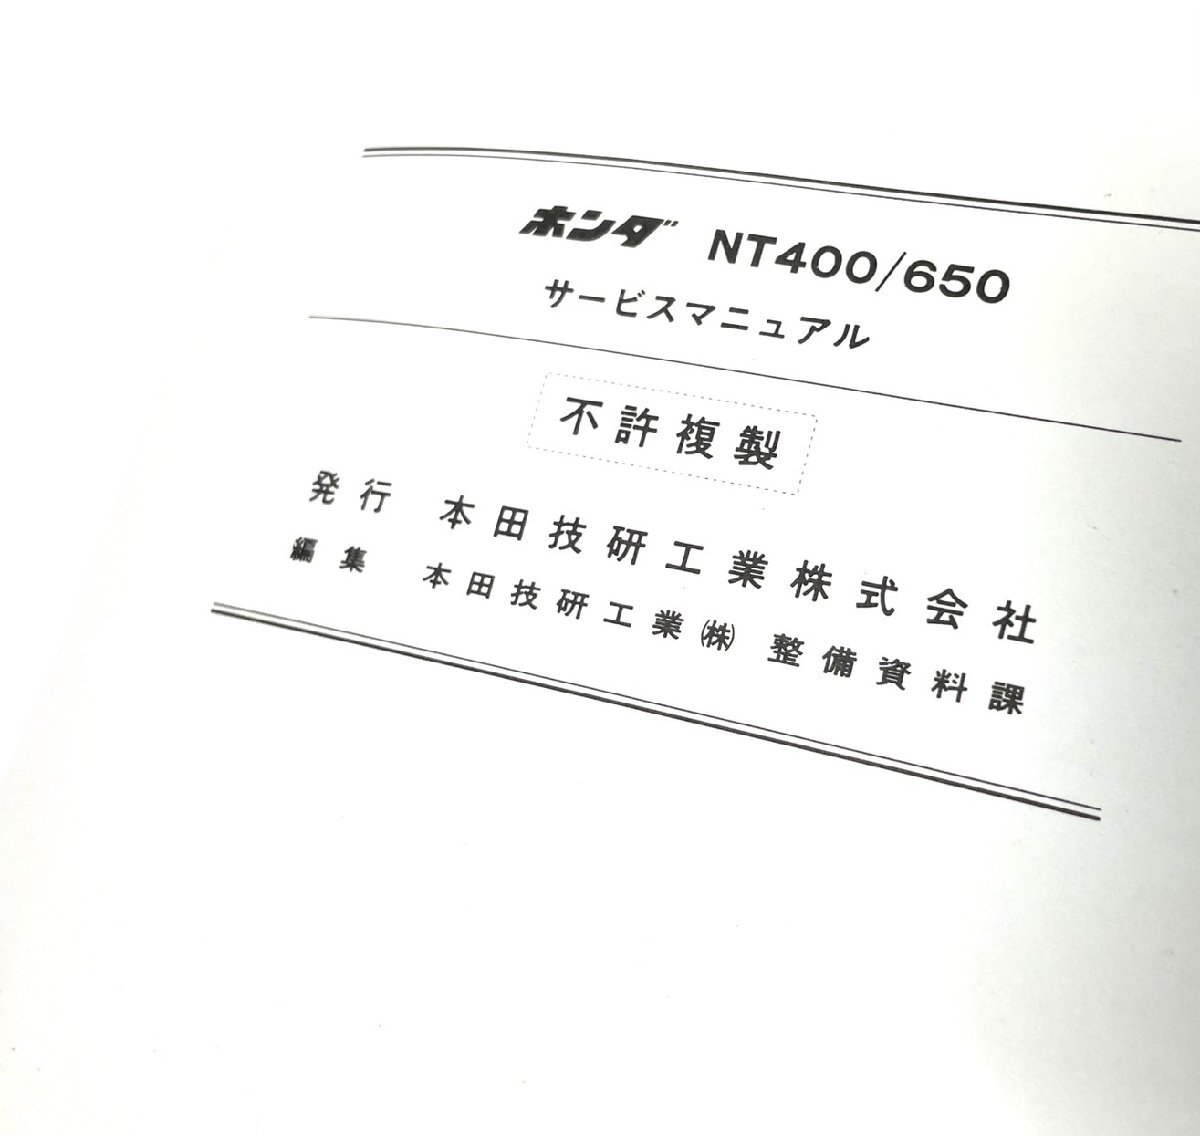 ホンダ NT400/650
サービスマニュアル
不許複製
発行 本田技研工業株式会社
編集 本田技研工業㈱ 整備資料課